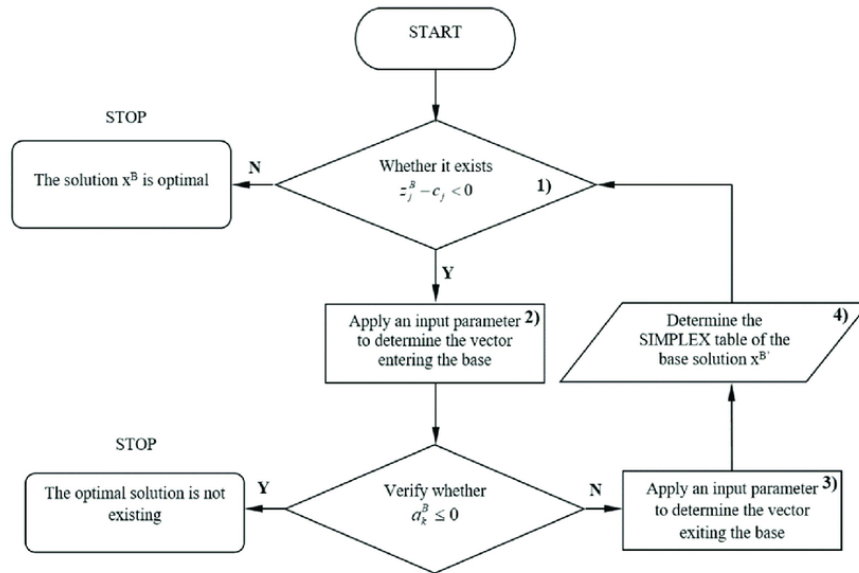 START
STOP
The solution x^B is optimal
N
Whether it exists
z_j^B - c_j < 0
1)
Y
Apply an input parameter 2)
to determine the vector
entering the base
Determine the 4)
SIMPLEX table of the
base solution x^B'
STOP
The optimal solution is not
existing
Y
Verify whether
a_k^B ≤ 0
N
Apply an input parameter 3)
to determine the vector
exiting the base